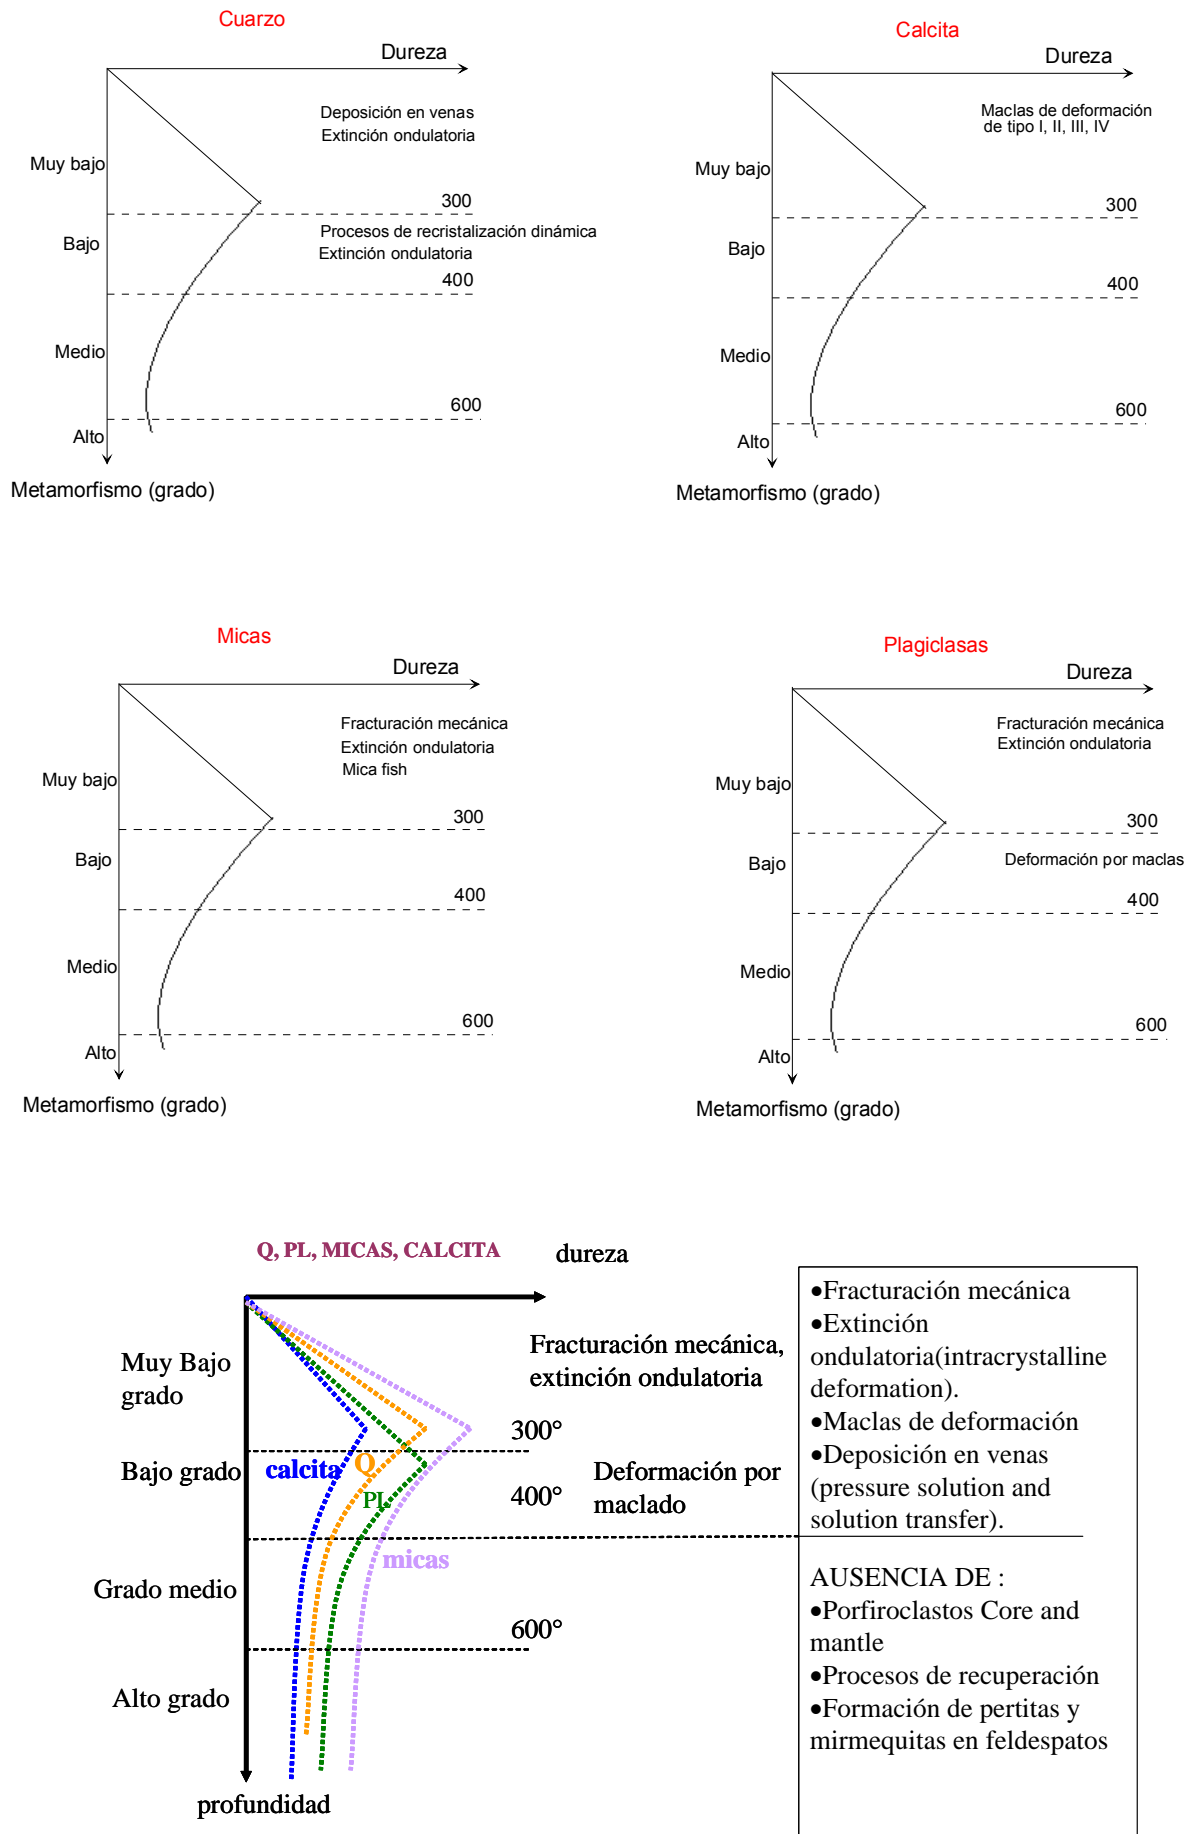 Cuarzo
Dureza
Deposición en venas
Extinción ondulatoria
Muy bajo
300
Bajo
Procesos de recristalización dinámica
Extinción ondulatoria
400
Medio
600
Alto
Metamorfismo (grado)
Calcita
Dureza
Maclas de deformación
de tipo I, II, III, IV
Muy bajo
300
Bajo
400
Medio
600
Alto
Metamorfismo (grado)
Micas
Dureza
Fracturación mecánica
Extinción ondulatoria
Mica fish
Muy bajo
300
Bajo
400
Medio
600
Alto
Metamorfismo (grado)
Plagiclasas
Dureza
Fracturación mecánica
Extinción ondulatoria
Muy bajo
300
Bajo
Deformación por maclas
400
Medio
600
Alto
Metamorfismo (grado)
Q, PL, MICAS, CALCITA
dureza
Muy Bajo
grado
Fracturación mecánica,
extinción ondulatoria
300°
Bajo grado
calcita
Q
PL
400°
Deformación por
maclado
micas
Grado medio
600°
Alto grado
profundidad
•Fracturación mecánica
•Extinción
ondulatoria(intracrystalline
deformation).
•Maclas de deformación
•Deposición en venas
(pressure solution and
solution transfer).
AUSENCIA DE :
•Porfiroclastos Core and
mantle
•Procesos de recuperación
•Formación de pertitas y
mirmequitas en feldespatos